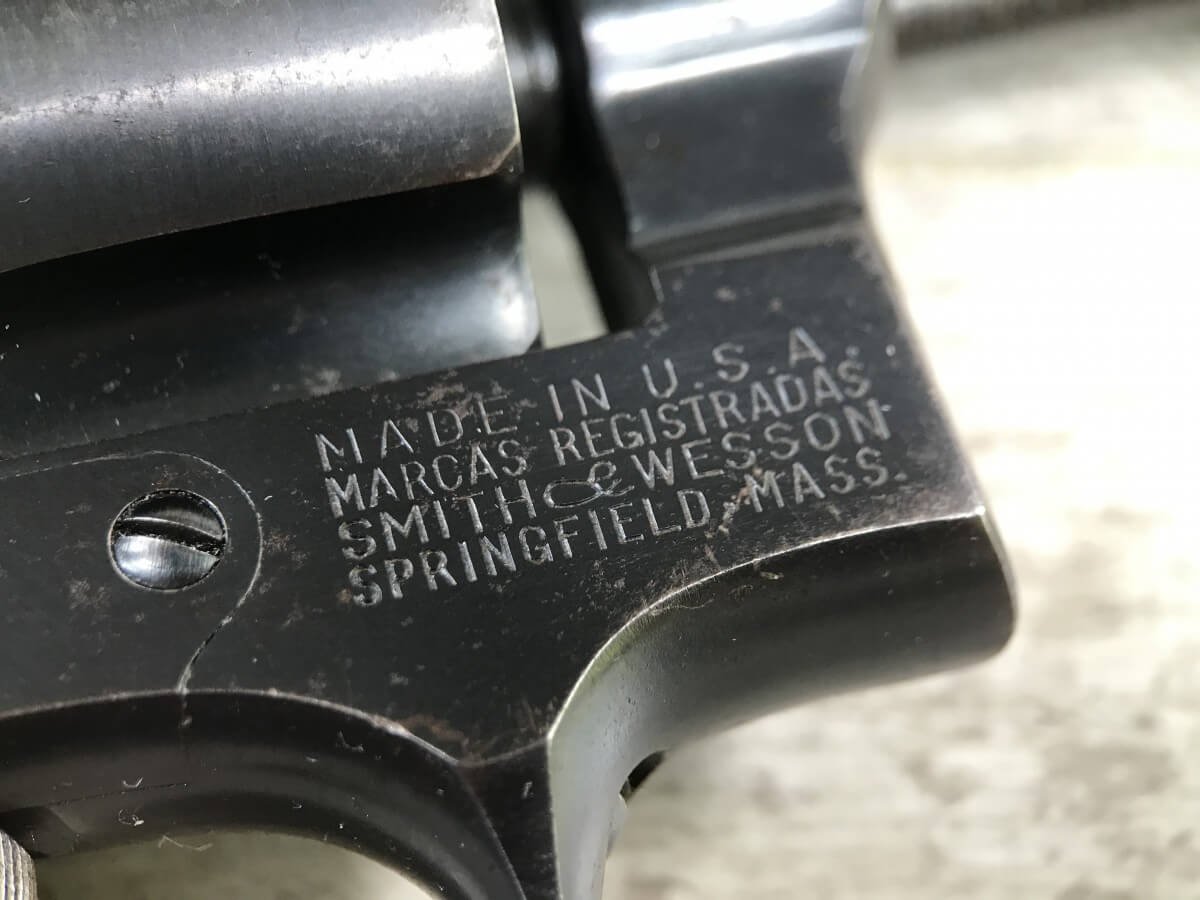 MADE IN U.S.A.
MARCAS REGISTRADAS
SMITH & WESSON
SPRINGFIELD, MASS.